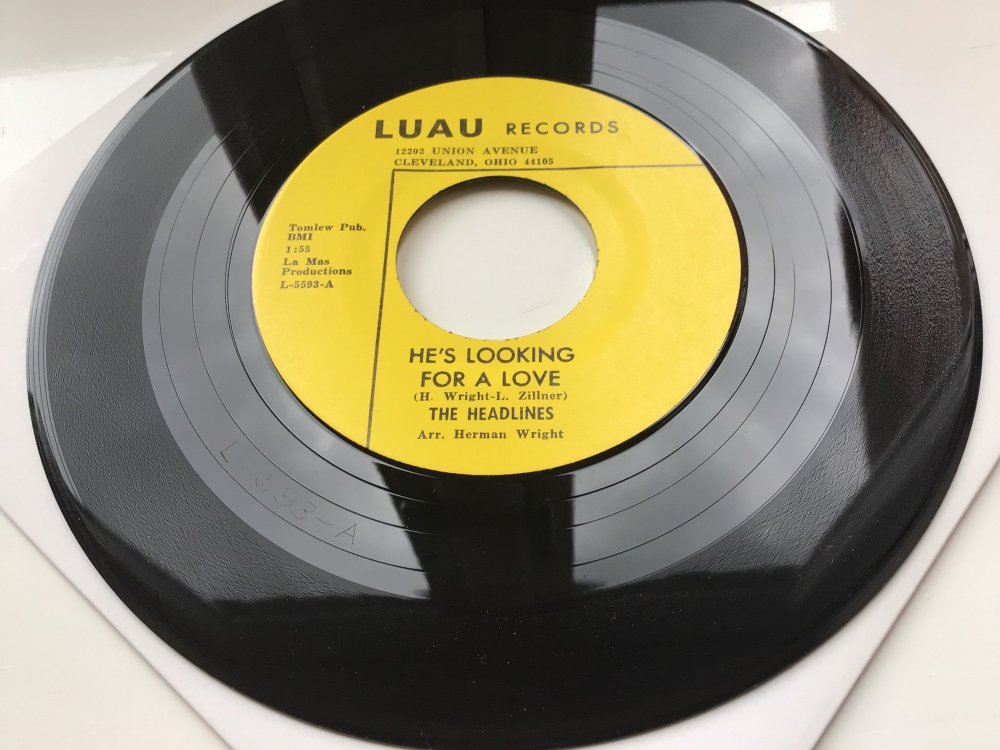 LUAU RECORDS
12202 UNION AVENUE
CLEVELAND, OHIO 44105
Tomlew Pub.
BMI
1:55
La Mas
Productions
L-5593-A
HE'S LOOKING
FOR A LOVE
(H. Wright-L. Zillner)
THE HEADLINES
Arr. Herman Wright